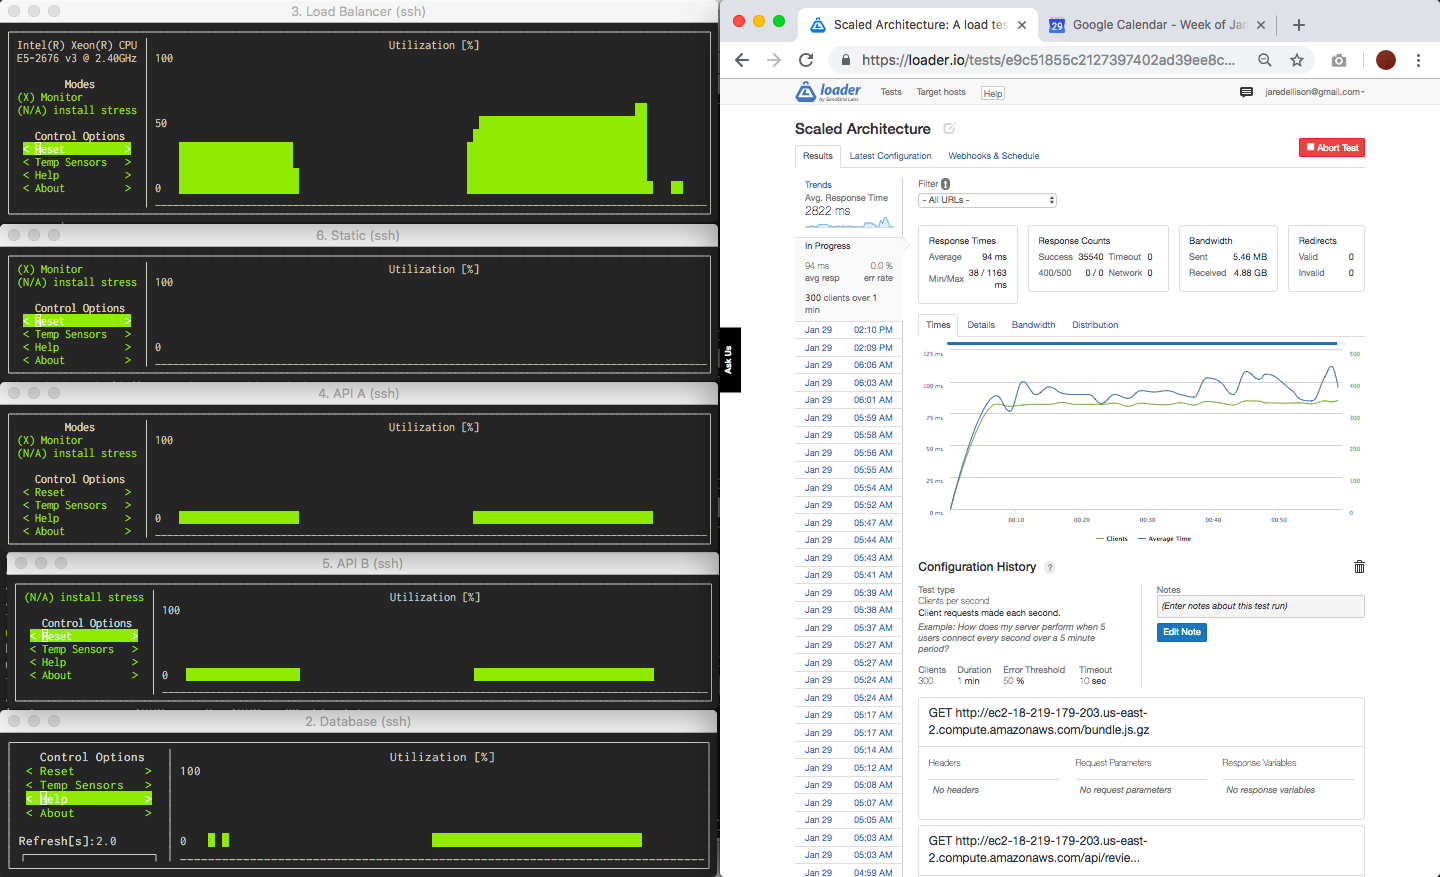 3. Load Balancer (ssh)
Intel(R) Xeon(R) CPU
E5-2676 v3 @ 2.40GHz
Modes
(X) Monitor
(N/A) install stress
Control Options
< Reset >
< Temp Sensors >
< Help >
< About >
Utilization [%]
100
50
0
6. Static (ssh)
(X) Monitor
(N/A) install stress
Control Options
< Reset >
< Temp Sensors >
< Help >
< About >
Utilization [%]
100
0
4. API A (ssh)
Modes
(X) Monitor
(N/A) install stress
Control Options
< Reset >
< Temp Sensors >
< Help >
< About >
Utilization [%]
100
0
5. API B (ssh)
(N/A) install stress
Control Options
< Reset >
< Temp Sensors >
< Help >
< About >
Utilization [%]
100
0
2. Database (ssh)
Control Options
< Reset >
< Temp Sensors >
< Help >
< About >
Refresh[s]:2.0
Utilization [%]
100
0
Scaled Architecture: A load tes
29 Google Calendar - Week of Jan
https://loader.io/tests/e9c51855c2127397402ad39ee8c...
loader
by SendGrid Labs
Tests Target hosts Help
jaredellison@gmail.com
Scaled Architecture
Abort Test
Results Latest Configuration Webhooks & Schedule
Trends
Avg. Response Time
2822 ms
In Progress
94 ms 0.0 %
avg resp err rate
300 clients over 1
min
Jan 29 02:10 PM
Jan 29 02:09 PM
Jan 29 06:06 AM
Jan 29 06:03 AM
Jan 29 06:01 AM
Jan 29 05:59 AM
Jan 29 05:58 AM
Jan 29 05:56 AM
Jan 29 05:55 AM
Jan 29 05:54 AM
Jan 29 05:52 AM
Jan 29 05:47 AM
Jan 29 05:44 AM
Jan 29 05:43 AM
Jan 29 05:41 AM
Jan 29 05:39 AM
Jan 29 05:38 AM
Jan 29 05:37 AM
Jan 29 05:27 AM
Jan 29 05:27 AM
Jan 29 05:24 AM
Jan 29 05:24 AM
Jan 29 05:17 AM
Jan 29 05:17 AM
Jan 29 05:14 AM
Jan 29 05:12 AM
Jan 29 05:08 AM
Jan 29 05:07 AM
Jan 29 05:05 AM
Jan 29 05:03 AM
Jan 29 05:03 AM
Jan 29 04:59 AM
Ask Us
Filter !
- All URLs -
Response Times
Average 94 ms
Min/Max 38 / 1163
ms
Response Counts
Success 35540 Timeout 0
400/500 0 / 0 Network 0
Bandwidth
Sent 5.46 MB
Received 4.88 GB
Redirects
Valid 0
Invalid 0
Times Details Bandwidth Distribution
125 ms
100 ms
75 ms
50 ms
25 ms
0 ms
500
400
300
200
100
0
00:10 00:20 00:30 00:40 00:50
Clients Average Time
Configuration History ?
Test type
Clients per second
Client requests made each second.
Example: How does my server perform when 5
users connect every second over a 5 minute
period?
Clients Duration Error Threshold Timeout
300 1 min 50 % 10 sec
Notes
(Enter notes about this test run)
Edit Note
GET http://ec2-18-219-179-203.us-east-
2.compute.amazonaws.com/bundle.js.gz
Headers Request Parameters Response Variables
No headers No request parameters No response variables
GET http://ec2-18-219-179-203.us-east-
2.compute.amazonaws.com/api/revie...